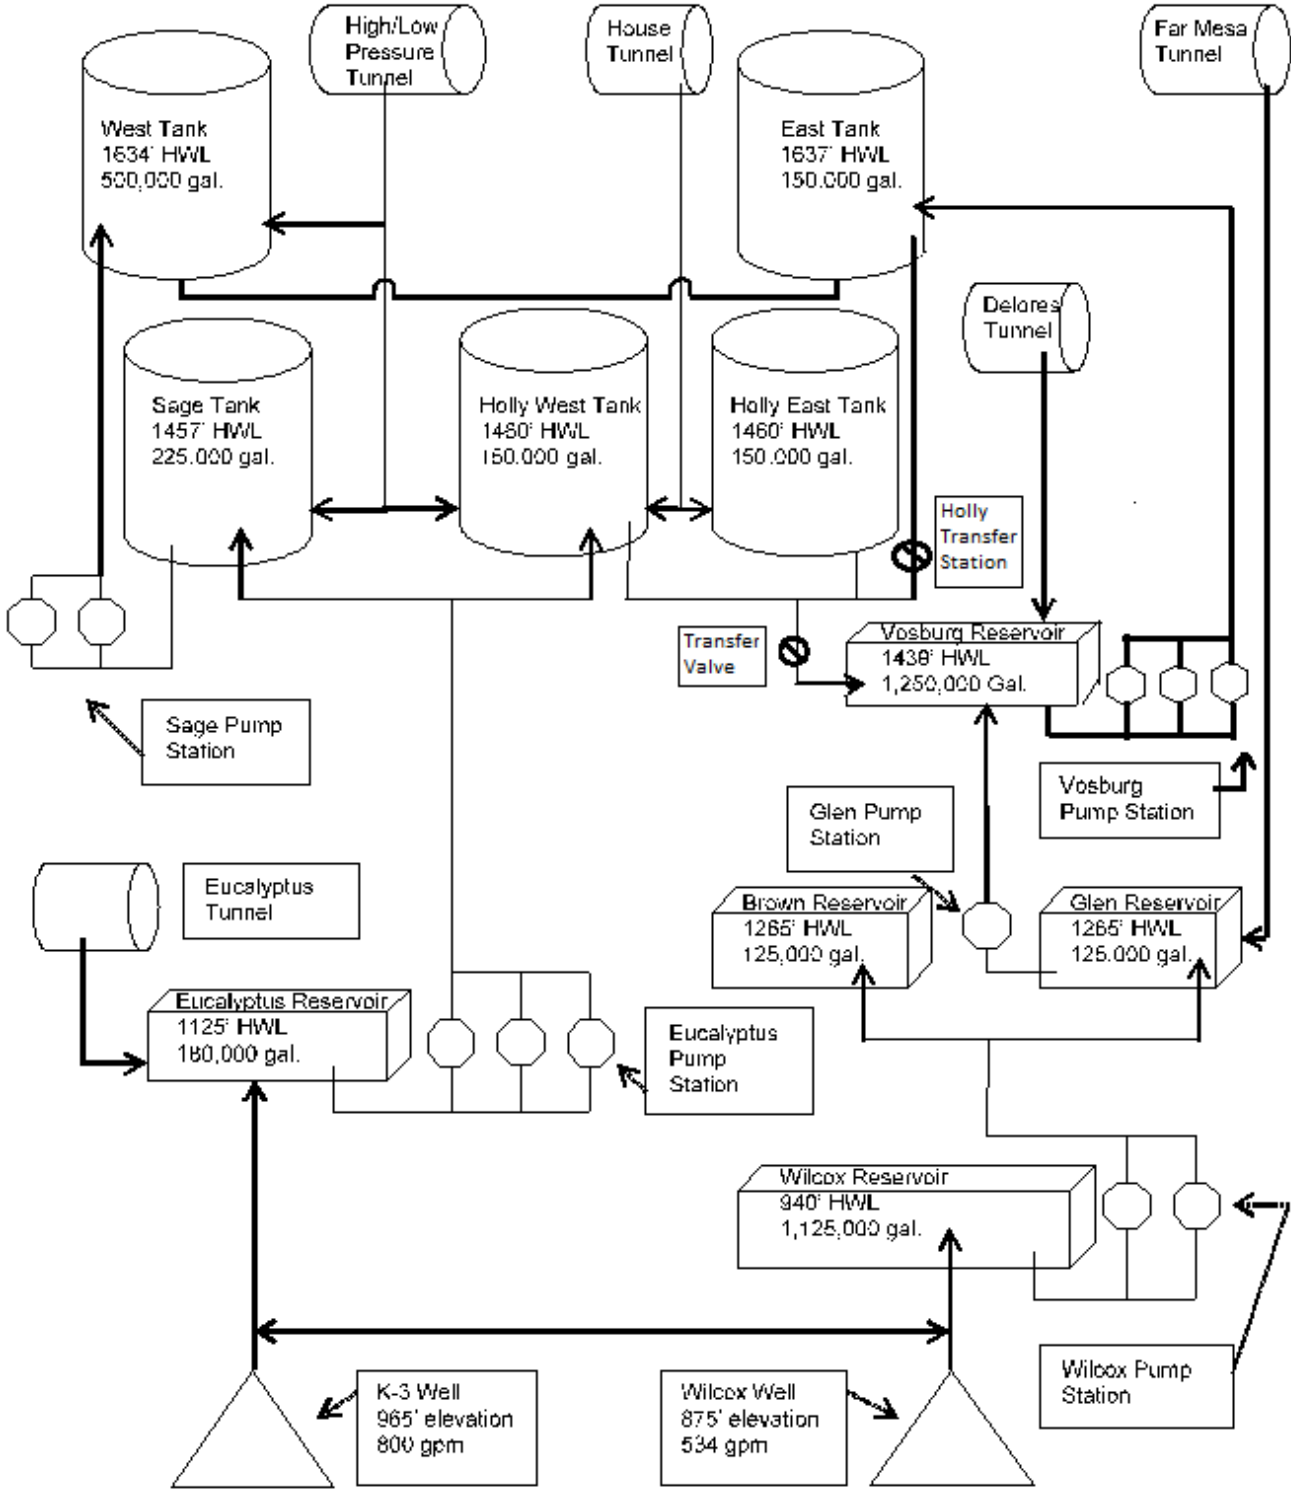 High/Low
Pressure
Tunnel
House
Tunnel
Far Mesa
Tunnel
West Tank
1634' HWL
500,000 gal.
East Tank
1637' HWL
150.000 gal.
Delores
Tunnel
Sage Tank
1457' HWL
225.000 gal.
Holly West Tank
1460' HWL
150.000 gal.
Holly East Tank
1460' HWL
150.000 gal.
Holly
Transfer
Station
Transfer
Valve
Vosburg Reservoir
1438' HWL
1,250,000 Gal.
Sage Pump
Station
Vosburg
Pump Station
Glen Pump
Station
Eucalyptus
Tunnel
Brown Reservoir
1265' HWL
125,000 gal.
Glen Reservoir
1265' HWL
125.000 gal.
Eucalyptus Reservoir
1125' HWL
180,000 gal.
Eucalyptus
Pump
Station
Wilcox Reservoir
940' HWL
1,125,000 gal.
K-3 Well
965' elevation
800 gpm
Wilcox Well
875' elevation
534 gpm
Wilcox Pump
Station